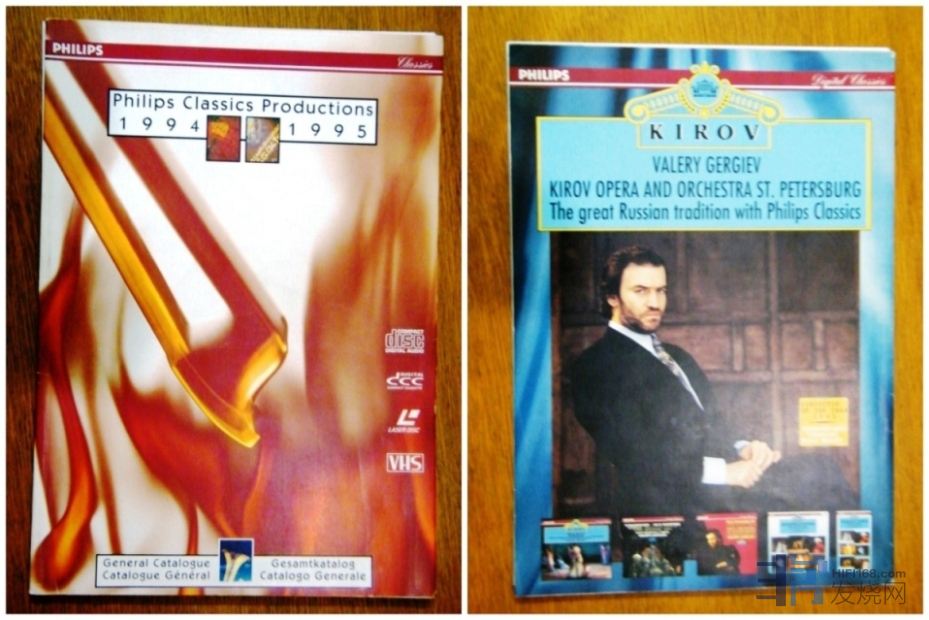 PHILIPS
Classics
Philips Classics Productions
1994 1995
COMPACT
disc
DIGITAL AUDIO
DIGITAL
LASERDISC
VHS
General Catalogue
Catalogue Général
Gesamtkatalog
Catalogo Generale
PHILIPS
Digital Classics
KIROV
VALERY GERGIEV
KIROV OPERA AND ORCHESTRA ST. PETERSBURG
The great Russian tradition with Philips Classics
HIFI168.com
发烧网